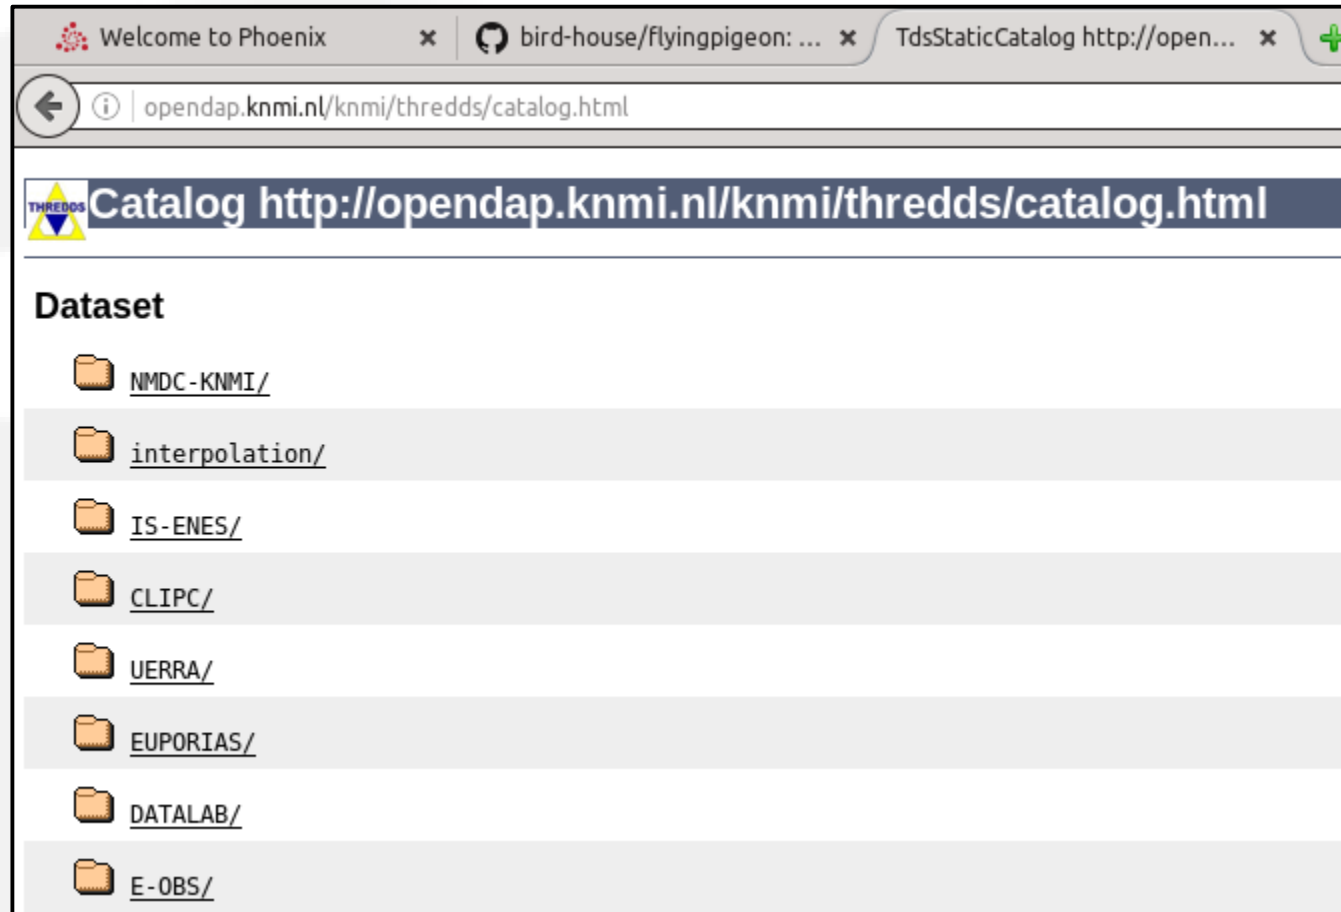 Welcome to Phoenix
bird-house/flyingpigeon: ...
TdsStaticCatalog http://open...
opendap.knmi.nl/knmi/thredds/catalog.html
THREDDS
Catalog http://opendap.knmi.nl/knmi/thredds/catalog.html
Dataset
NMDC-KNMI/
interpolation/
IS-ENES/
CLIPC/
UERRA/
EUPORIAS/
DATALAB/
E-OBS/